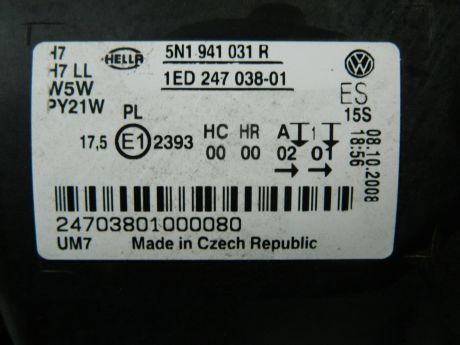 H7 HELLA 5N1 941 031 R
H7 LL 1ED 247 038-01
W5W ES
PY21W 15S
PL HC HR A 1
17,5 E1 2393 00 00 02 01
08.10.2008
18:56
24703801000080
UM7 Made in Czech Republic